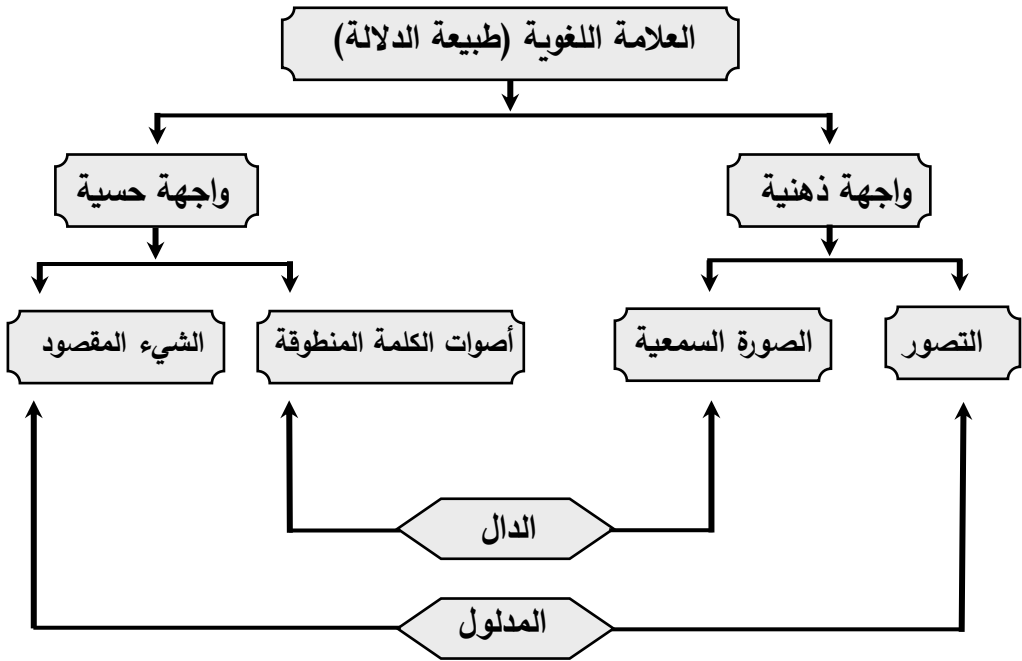 العلامة اللغوية (طبيعة الدلالة)
واجهة ذهنية
واجهة حسية
التصور
الصورة السمعية
أصوات الكلمة المنطوقة
الشيء المقصود
الدال
المدلول